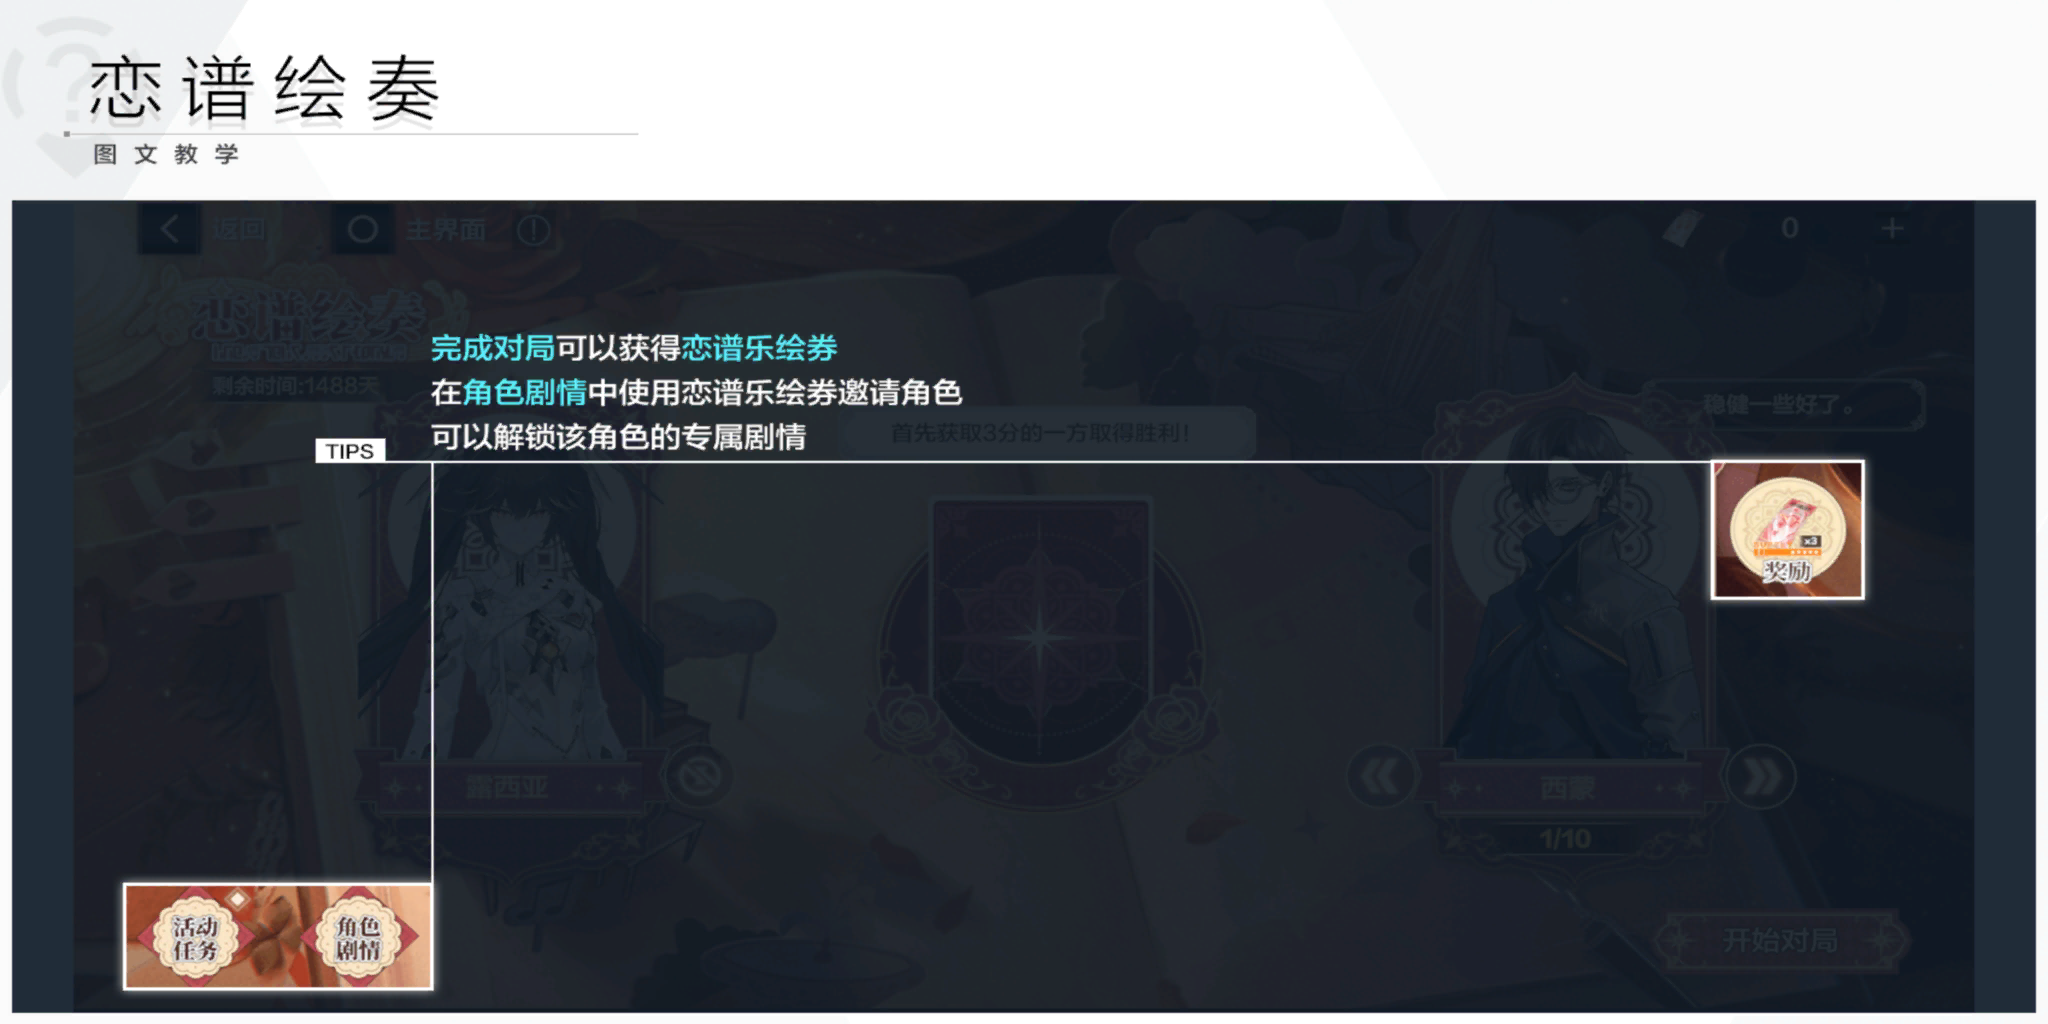 恋谱绘奏
图文教学
返回
主界面
0
恋谱绘奏
剩余时间:1488天
完成对局可以获得恋谱乐绘券
在角色剧情中使用恋谱乐绘券邀请角色
可以解锁该角色的专属剧情
TIPS
稳健一些好了。
首先获取3分的一方取得胜利！
x3
奖励
露西亚
西蒙
1/10
活动
任务
角色
剧情
开始对局